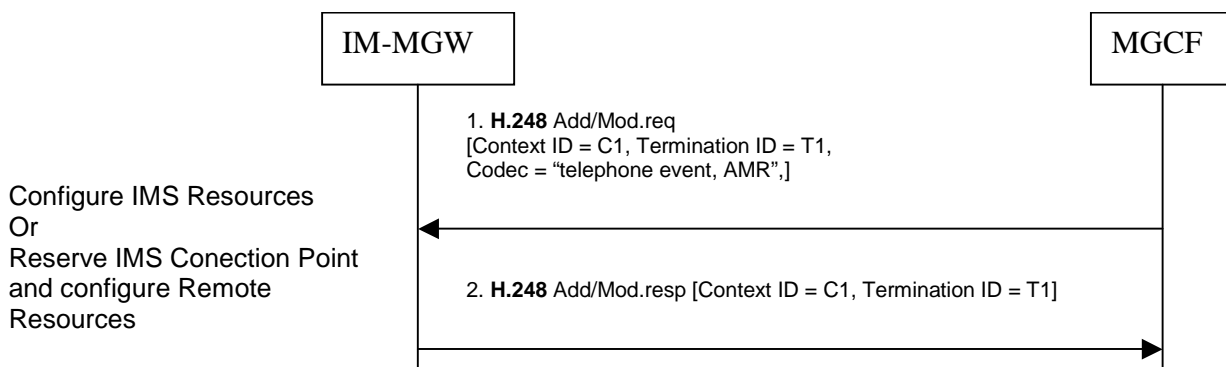 IM-MGW
MGCF
1. H.248 Add/Mod.req
[Context ID = C1, Termination ID = T1,
Codec = “telephone event, AMR”,]
Configure IMS Resources
Or
Reserve IMS Conection Point
and configure Remote
Resources
2. H.248 Add/Mod.resp [Context ID = C1, Termination ID = T1]